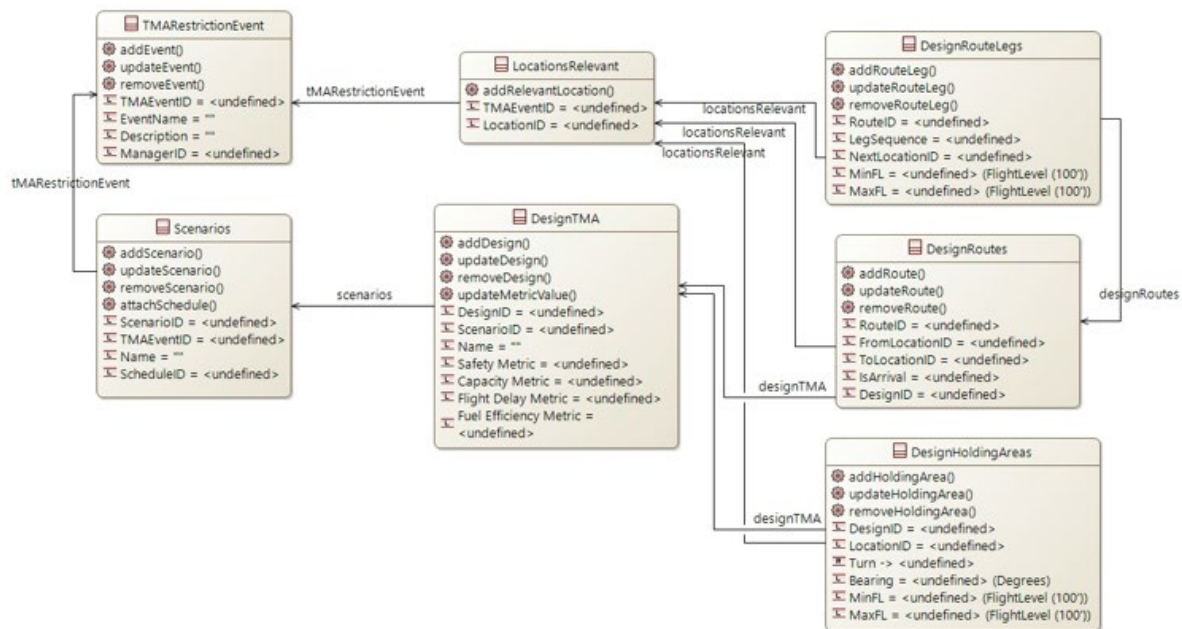 TMARestrictionEvent
addEvent()
updateEvent()
removeEvent()
TMAEventID = <undefined>
EventName = ""
Description = ""
ManagerID = <undefined>
tMARestrictionEvent
LocationsRelevant
addRelevantLocation()
TMAEventID = <undefined>
LocationID = <undefined>
locationsRelevant
locationsRelevant
locationsRelevant
DesignRouteLegs
addRouteLeg()
updateRouteLeg()
removeRouteLeg()
RouteID = <undefined>
LegSequence = <undefined>
NextLocationID = <undefined>
MinFL = <undefined> (FlightLevel (100'))
MaxFL = <undefined> (FlightLevel (100'))
tMARestrictionEvent
Scenarios
addScenario()
updateScenario()
removeScenario()
attachSchedule()
ScenarioID = <undefined>
TMAEventID = <undefined>
Name = ""
ScheduleID = <undefined>
scenarios
DesignTMA
addDesign()
updateDesign()
removeDesign()
updateMetricValue()
DesignID = <undefined>
ScenarioID = <undefined>
Name = ""
Safety Metric = <undefined>
Capacity Metric = <undefined>
Flight Delay Metric = <undefined>
Fuel Efficiency Metric =
<undefined>
designTMA
designTMA
DesignRoutes
addRoute()
updateRoute()
removeRoute()
RouteID = <undefined>
FromLocationID = <undefined>
ToLocationID = <undefined>
IsArrival = <undefined>
DesignID = <undefined>
designRoutes
DesignHoldingAreas
addHoldingArea()
updateHoldingArea()
removeHoldingArea()
DesignID = <undefined>
LocationID = <undefined>
Turn -> <undefined>
Bearing = <undefined> (Degrees)
MinFL = <undefined> (FlightLevel (100'))
MaxFL = <undefined> (FlightLevel (100'))